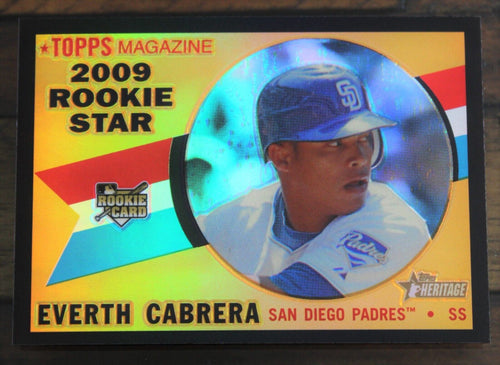 ★TOPPS MAGAZINE
2009
ROOKIE
STAR
ROOKIE
CARD
SD
Padres
Topps
HERITAGE
EVERTH CABRERA SAN DIEGO PADRES™ • SS